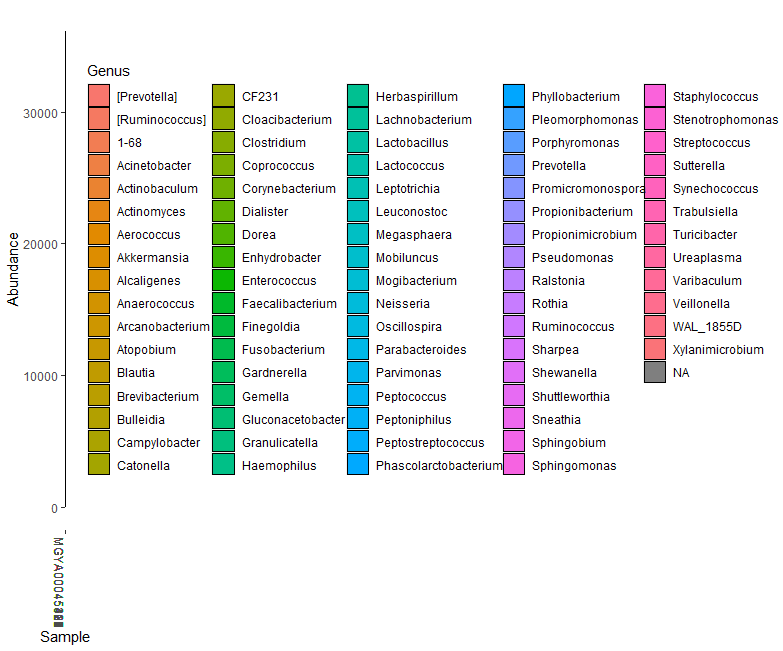 Genus
[Prevotella]
[Ruminococcus]
1-68
Acinetobacter
Actinobaculum
Actinomyces
Aerococcus
Akkermansia
Alcaligenes
Anaerococcus
Arcanobacterium
Atopobium
Blautia
Brevibacterium
Bulleidia
Campylobacter
Catonella
CF231
Cloacibacterium
Clostridium
Coprococcus
Corynebacterium
Dialister
Dorea
Enhydrobacter
Enterococcus
Faecalibacterium
Finegoldia
Fusobacterium
Gardnerella
Gemella
Gluconacetobacter
Granulicatella
Haemophilus
Herbaspirillum
Lachnobacterium
Lactobacillus
Lactococcus
Leptotrichia
Leuconostoc
Megasphaera
Mobiluncus
Mogibacterium
Neisseria
Oscillospira
Parabacteroides
Parvimonas
Peptococcus
Peptoniphilus
Peptostreptococcus
Phascolarctobacterium
Phyllobacterium
Pleomorphomonas
Porphyromonas
Prevotella
Promicromonospora
Propionibacterium
Propionimicrobium
Pseudomonas
Ralstonia
Rothia
Ruminococcus
Sharpea
Shewanella
Shuttleworthia
Sneathia
Sphingobium
Sphingomonas
Staphylococcus
Stenotrophomonas
Streptococcus
Sutterella
Synechococcus
Trabulsiella
Turicibacter
Ureaplasma
Varibaculum
Veillonella
WAL_1855D
Xylanimicrobium
NA
Abundance
30000
20000
10000
0
Sample